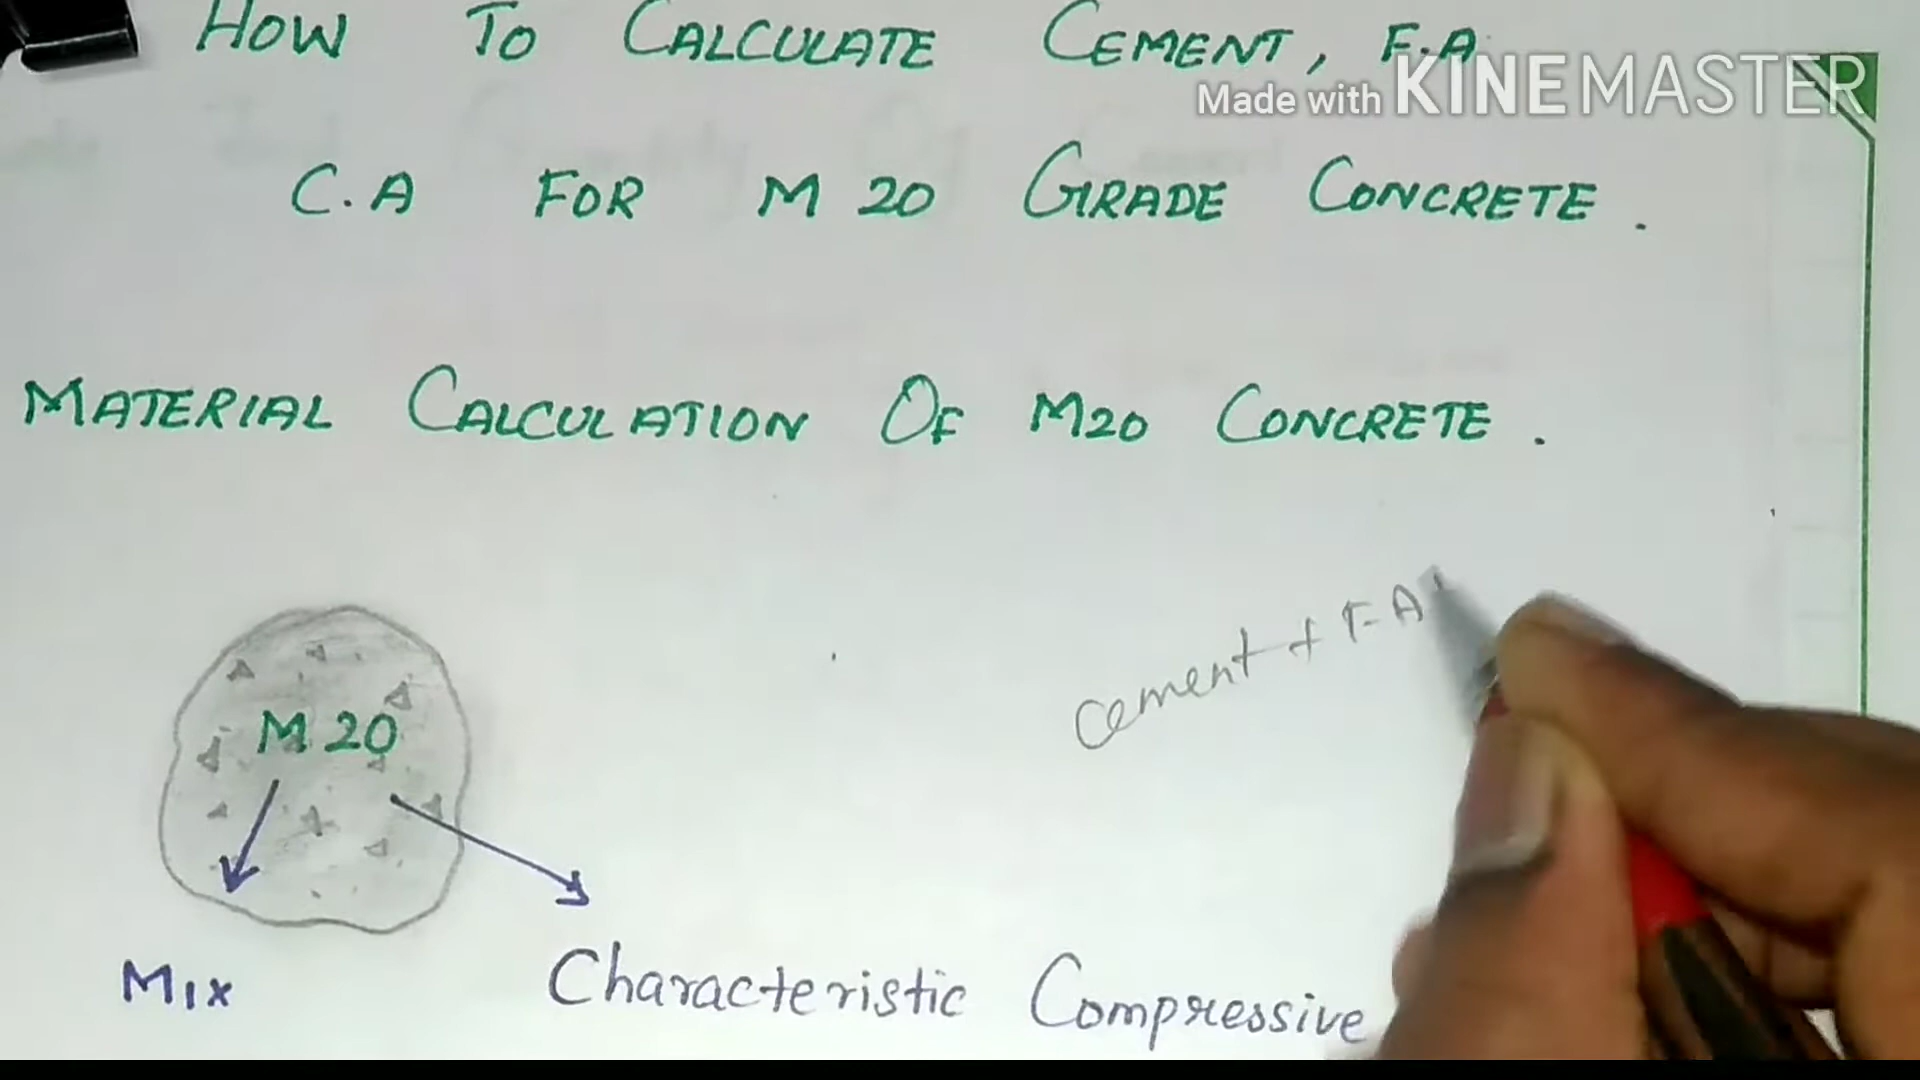 HOW TO CALCULATE CEMENT, F.A
Made with KINEMASTER
C.A FOR M 20 GRADE CONCRETE.
MATERIAL CALCULATION OF M20 CONCRETE.
cement + F.A
M 20
MIX
Characteristic Compressive